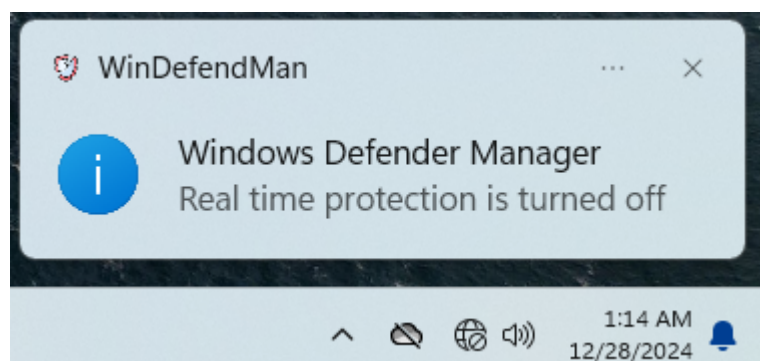 WinDefendMan
Windows Defender Manager
Real time protection is turned off
1:14 AM
12/28/2024